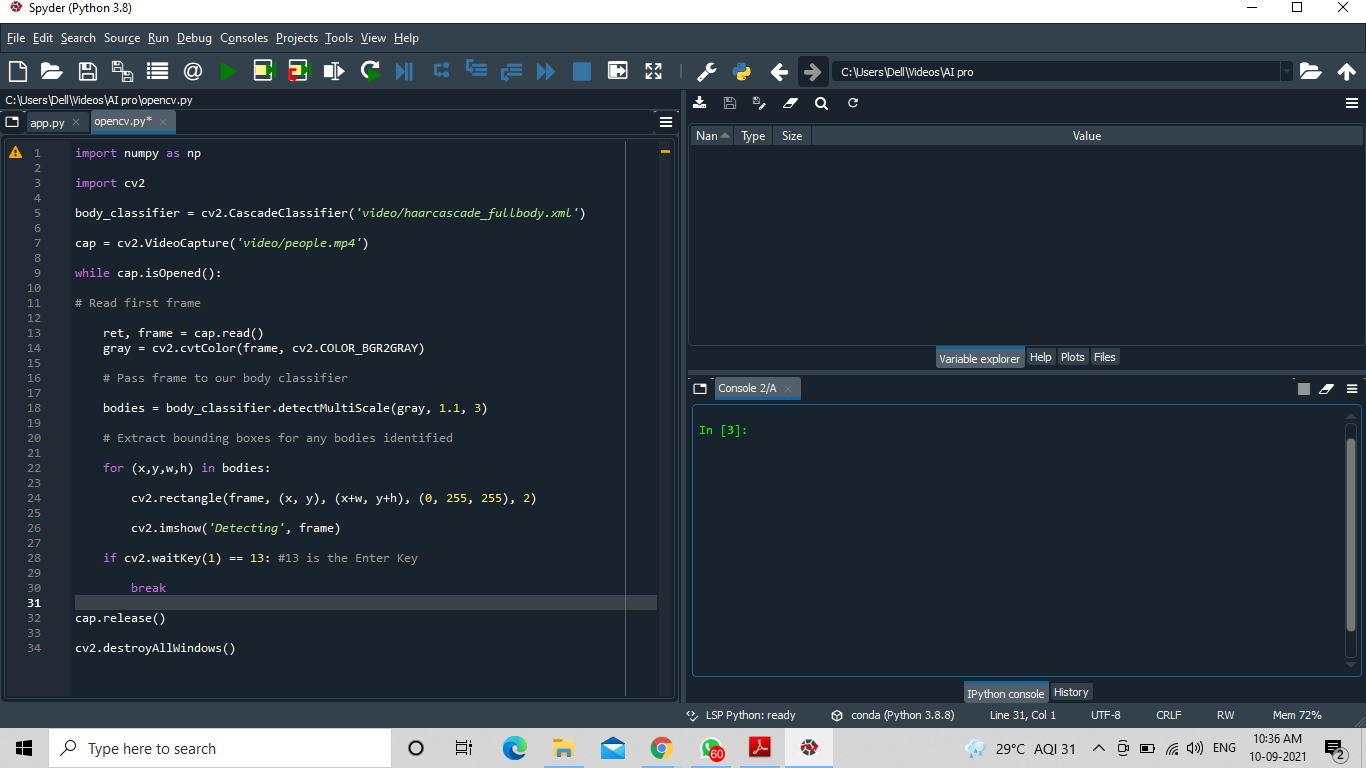 Spyder (Python 3.8)
File Edit Search Source Run Debug Consoles Projects Tools View Help
C:\Users\Dell\Videos\AI pro
C:\Users\Dell\Videos\AI pro\opencv.py
app.py opencv.py*
1 import numpy as np
2
3 import cv2
4
5 body_classifier = cv2.CascadeClassifier('video/haarcascade_fullbody.xml')
6
7 cap = cv2.VideoCapture('video/people.mp4')
8
9 while cap.isOpened():
10
11 # Read first frame
12
13 ret, frame = cap.read()
14 gray = cv2.cvtColor(frame, cv2.COLOR_BGR2GRAY)
15
16 # Pass frame to our body classifier
17
18 bodies = body_classifier.detectMultiScale(gray, 1.1, 3)
19
20 # Extract bounding boxes for any bodies identified
21
22 for (x,y,w,h) in bodies:
23
24 cv2.rectangle(frame, (x, y), (x+w, y+h), (0, 255, 255), 2)
25
26 cv2.imshow('Detecting', frame)
27
28 if cv2.waitKey(1) == 13: #13 is the Enter Key
29
30 break
31
32 cap.release()
33
34 cv2.destroyAllWindows()
Nan Type Size Value
Variable explorer Help Plots Files
Console 2/A
In [3]:
IPython console History
LSP Python: ready conda (Python 3.8.8) Line 31, Col 1 UTF-8 CRLF RW Mem 72%
Type here to search
60
29°C AQI 31 ENG
10:36 AM
10-09-2021
2